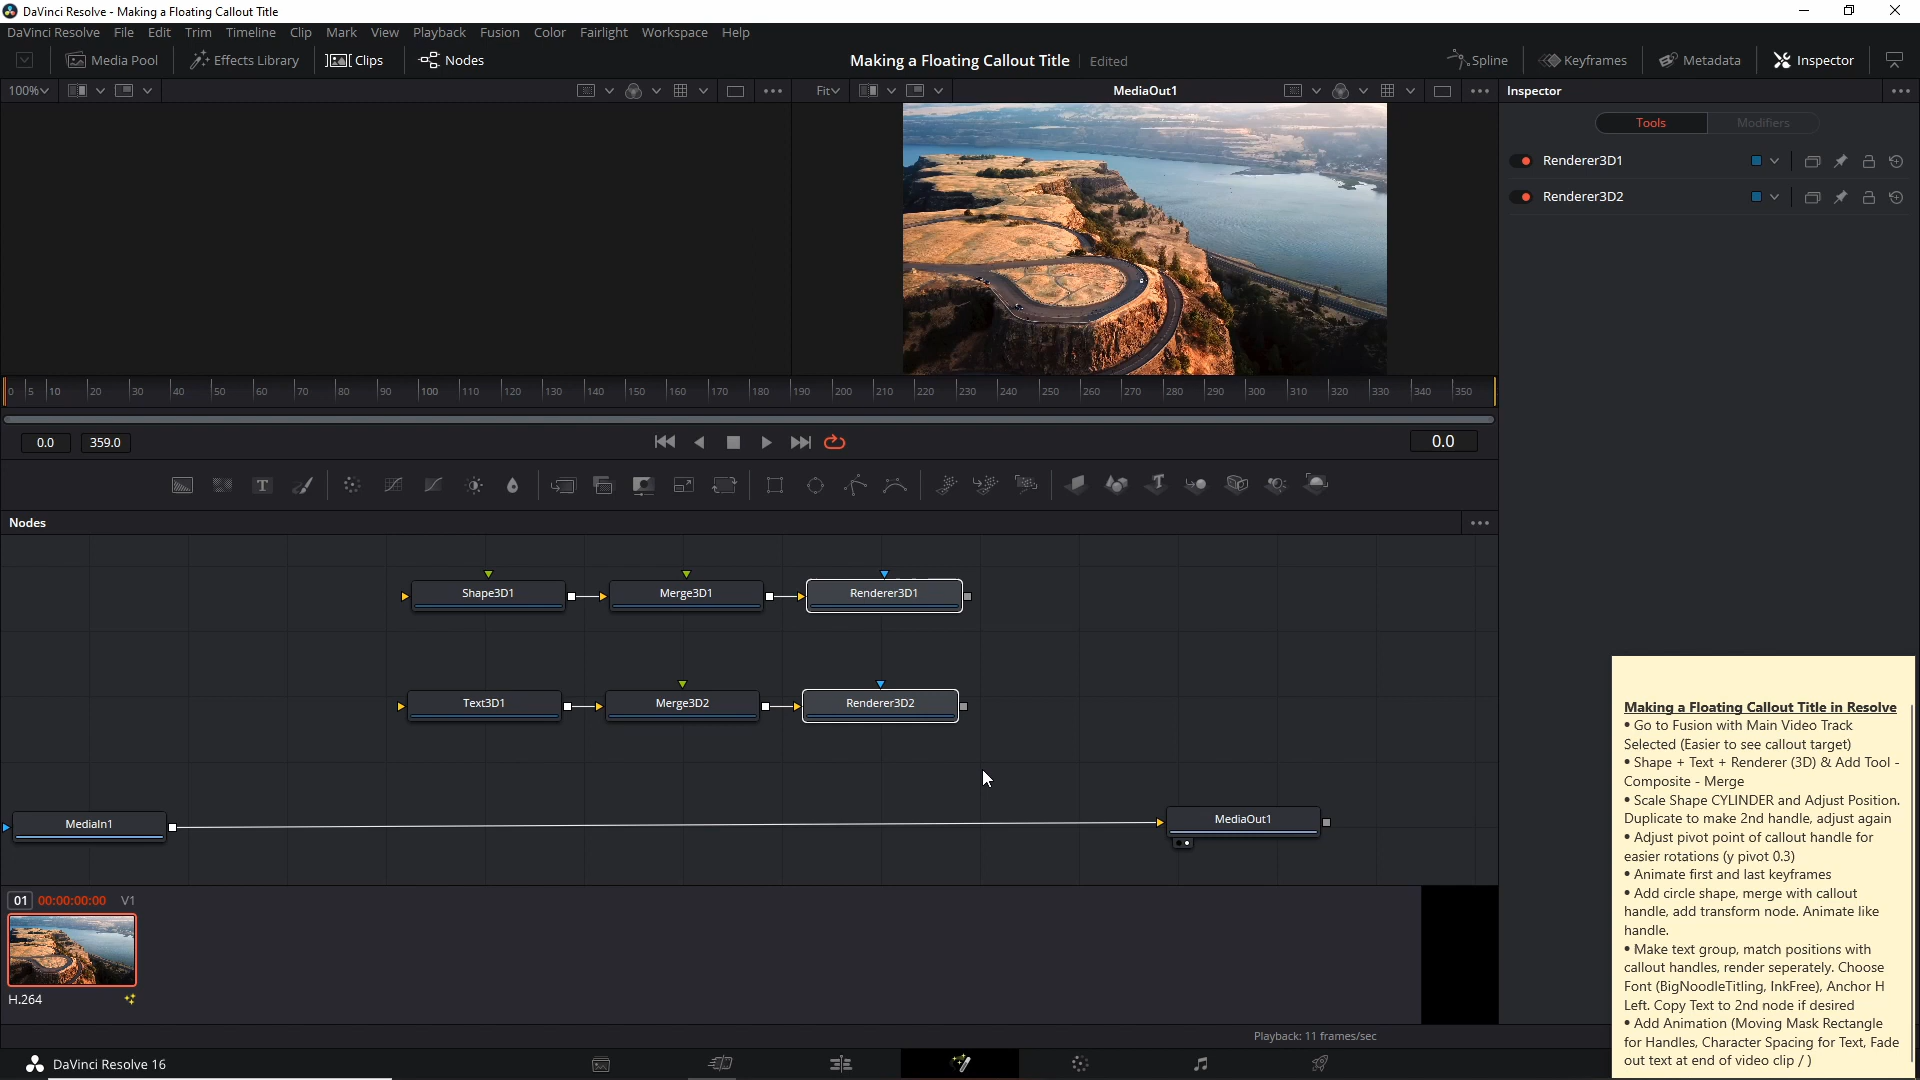 DaVinci Resolve - Making a Floating Callout Title
DaVinci Resolve File Edit Trim Timeline Clip Mark View Playback Fusion Color Fairlight Workspace Help
Media Pool Effects Library Clips Nodes Making a Floating Callout Title Edited Spline Keyframes Metadata Inspector
100% Fit MediaOut1 Inspector
Tools Modifiers
Renderer3D1
Renderer3D2
0 5 10 20 30 40 50 60 70 80 90 100 110 120 130 140 150 160 170 180 190 200 210 220 230 240 250 260 270 280 290 300 310 320 330 340 350
0.0 359.0 0.0
Nodes
Shape3D1 Merge3D1 Renderer3D1
Text3D1 Merge3D2 Renderer3D2
MediaIn1 MediaOut1
01 00:00:00:00 V1
H.264
Playback: 11 frames/sec
DaVinci Resolve 16
Making a Floating Callout Title in Resolve
• Go to Fusion with Main Video Track
Selected (Easier to see callout target)
• Shape + Text + Renderer (3D) & Add Tool -
Composite - Merge
• Scale Shape CYLINDER and Adjust Position.
Duplicate to make 2nd handle, adjust again
• Adjust pivot point of callout handle for
easier rotations (y pivot 0.3)
• Animate first and last keyframes
• Add circle shape, merge with callout
handle, add transform node. Animate like
handle.
• Make text group, match positions with
callout handles, render seperately. Choose
Font (BigNoodleTitling, InkFree), Anchor H
Left. Copy Text to 2nd node if desired
• Add Animation (Moving Mask Rectangle
for Handles, Character Spacing for Text, Fade
out text at end of video clip / )